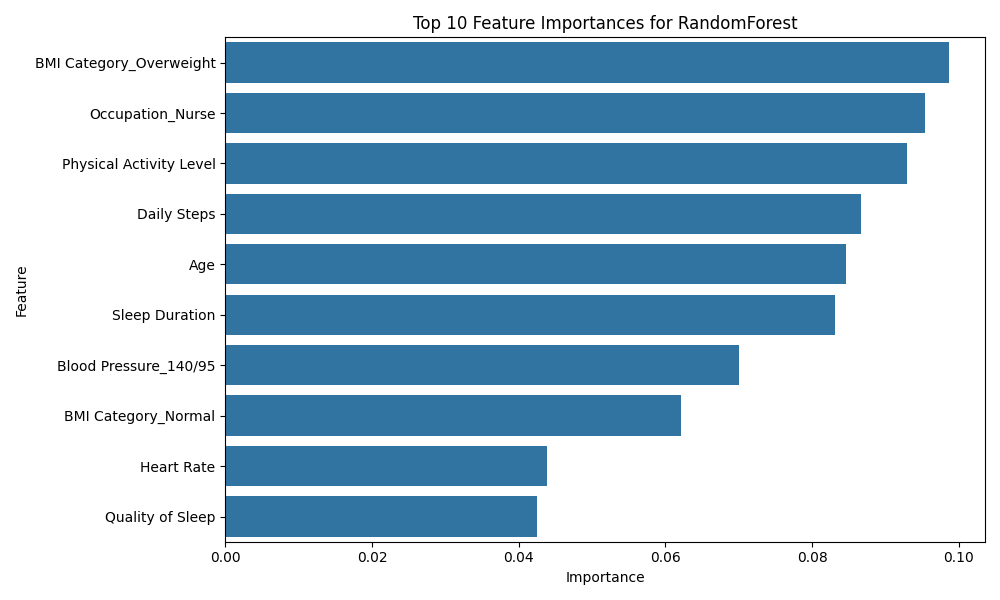 Top 10 Feature Importances for RandomForest
BMI Category_Overweight
Occupation_Nurse
Physical Activity Level
Daily Steps
Age
Sleep Duration
Blood Pressure_140/95
BMI Category_Normal
Heart Rate
Quality of Sleep
Feature
0.00 0.02 0.04 0.06 0.08 0.10
Importance